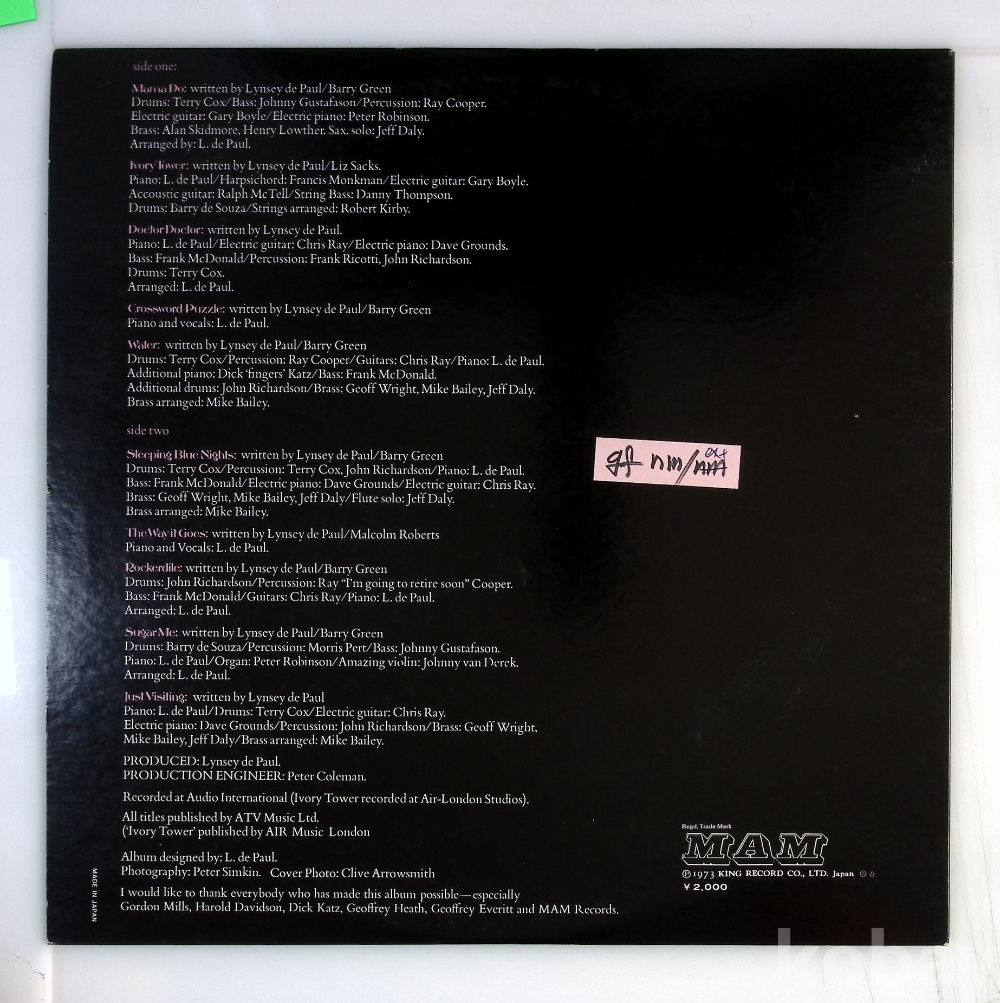 side one:
Mama Do: written by Lynsey de Paul/Barry Green
Drums: Terry Cox/Bass: Johnny Gustafason/Percussion: Ray Cooper.
Electric guitar: Gary Boyle/Electric piano: Peter Robinson.
Brass: Alan Skidmore, Henry Lowther. Sax. solo: Jeff Daly.
Arranged by: L. de Paul.
Ivory Tower: written by Lynsey de Paul/Liz Sacks.
Piano: L. de Paul/Harpsichord: Francis Monkman/Electric guitar: Gary Boyle.
Accoustic guitar: Ralph McTell/String Bass: Danny Thompson.
Drums: Barry de Souza/Strings arranged: Robert Kirby.
Doctor Doctor: written by Lynsey de Paul.
Piano: L. de Paul/Electric guitar: Chris Ray/Electric piano: Dave Grounds.
Bass: Frank McDonald/Percussion: Frank Ricotti, John Richardson.
Drums: Terry Cox.
Arranged: L. de Paul.
Crossword Puzzle: written by Lynsey de Paul/Barry Green
Piano and vocals: L. de Paul.
Water: written by Lynsey de Paul/Barry Green
Drums: Terry Cox/Percussion: Ray Cooper/Guitars: Chris Ray/Piano: L. de Paul.
Additional piano: Dick 'fingers' Katz/Bass: Frank McDonald.
Additional drums: John Richardson/Brass: Geoff Wright, Mike Bailey, Jeff Daly.
Brass arranged: Mike Bailey.
side two
Sleeping Blue Nights: written by Lynsey de Paul/Barry Green
Drums: Terry Cox/Percussion: Terry Cox, John Richardson/Piano: L. de Paul.
Bass: Frank McDonald/Electric piano: Dave Grounds/Electric guitar: Chris Ray.
Brass: Geoff Wright, Mike Bailey, Jeff Daly/Flute solo: Jeff Daly.
Brass arranged: Mike Bailey.
The Way it Goes: written by Lynsey de Paul/Malcolm Roberts
Piano and Vocals: L. de Paul.
Rockerdile: written by Lynsey de Paul/Barry Green
Drums: John Richardson/Percussion: Ray "I'm going to retire soon" Cooper.
Bass: Frank McDonald/Guitars: Chris Ray/Piano: L. de Paul.
Arranged: L. de Paul.
Sugar Me: written by Lynsey de Paul/Barry Green
Drums: Barry de Souza/Percussion: Morris Pert/Bass: Johnny Gustafason.
Piano: L. de Paul/Organ: Peter Robinson/Amazing violin: Johnny van Derek.
Arranged: L. de Paul.
Just Visiting: written by Lynsey de Paul
Piano: L. de Paul/Drums: Terry Cox/Electric guitar: Chris Ray.
Electric piano: Dave Grounds/Percussion: John Richardson/Brass: Geoff Wright,
Mike Bailey, Jeff Daly/Brass arranged: Mike Bailey.
PRODUCED: Lynsey de Paul.
PRODUCTION ENGINEER: Peter Coleman.
Recorded at Audio International (Ivory Tower recorded at Air-London Studios).
All titles published by ATV Music Ltd.
('Ivory Tower' published by AIR Music London
Album designed by: L. de Paul.
Photography: Peter Simkin. Cover Photo: Clive Arrowsmith
I would like to thank everybody who has made this album possible—especially
Gordon Mills, Harold Davidson, Dick Katz, Geoffrey Heath, Geoffrey Everitt and MAM Records.
MADE IN JAPAN
gf nm/nm
ex+
Regd. Trade Mark
MAM
℗1973 KING RECORD CO., LTD. Japan ☆
¥2,000